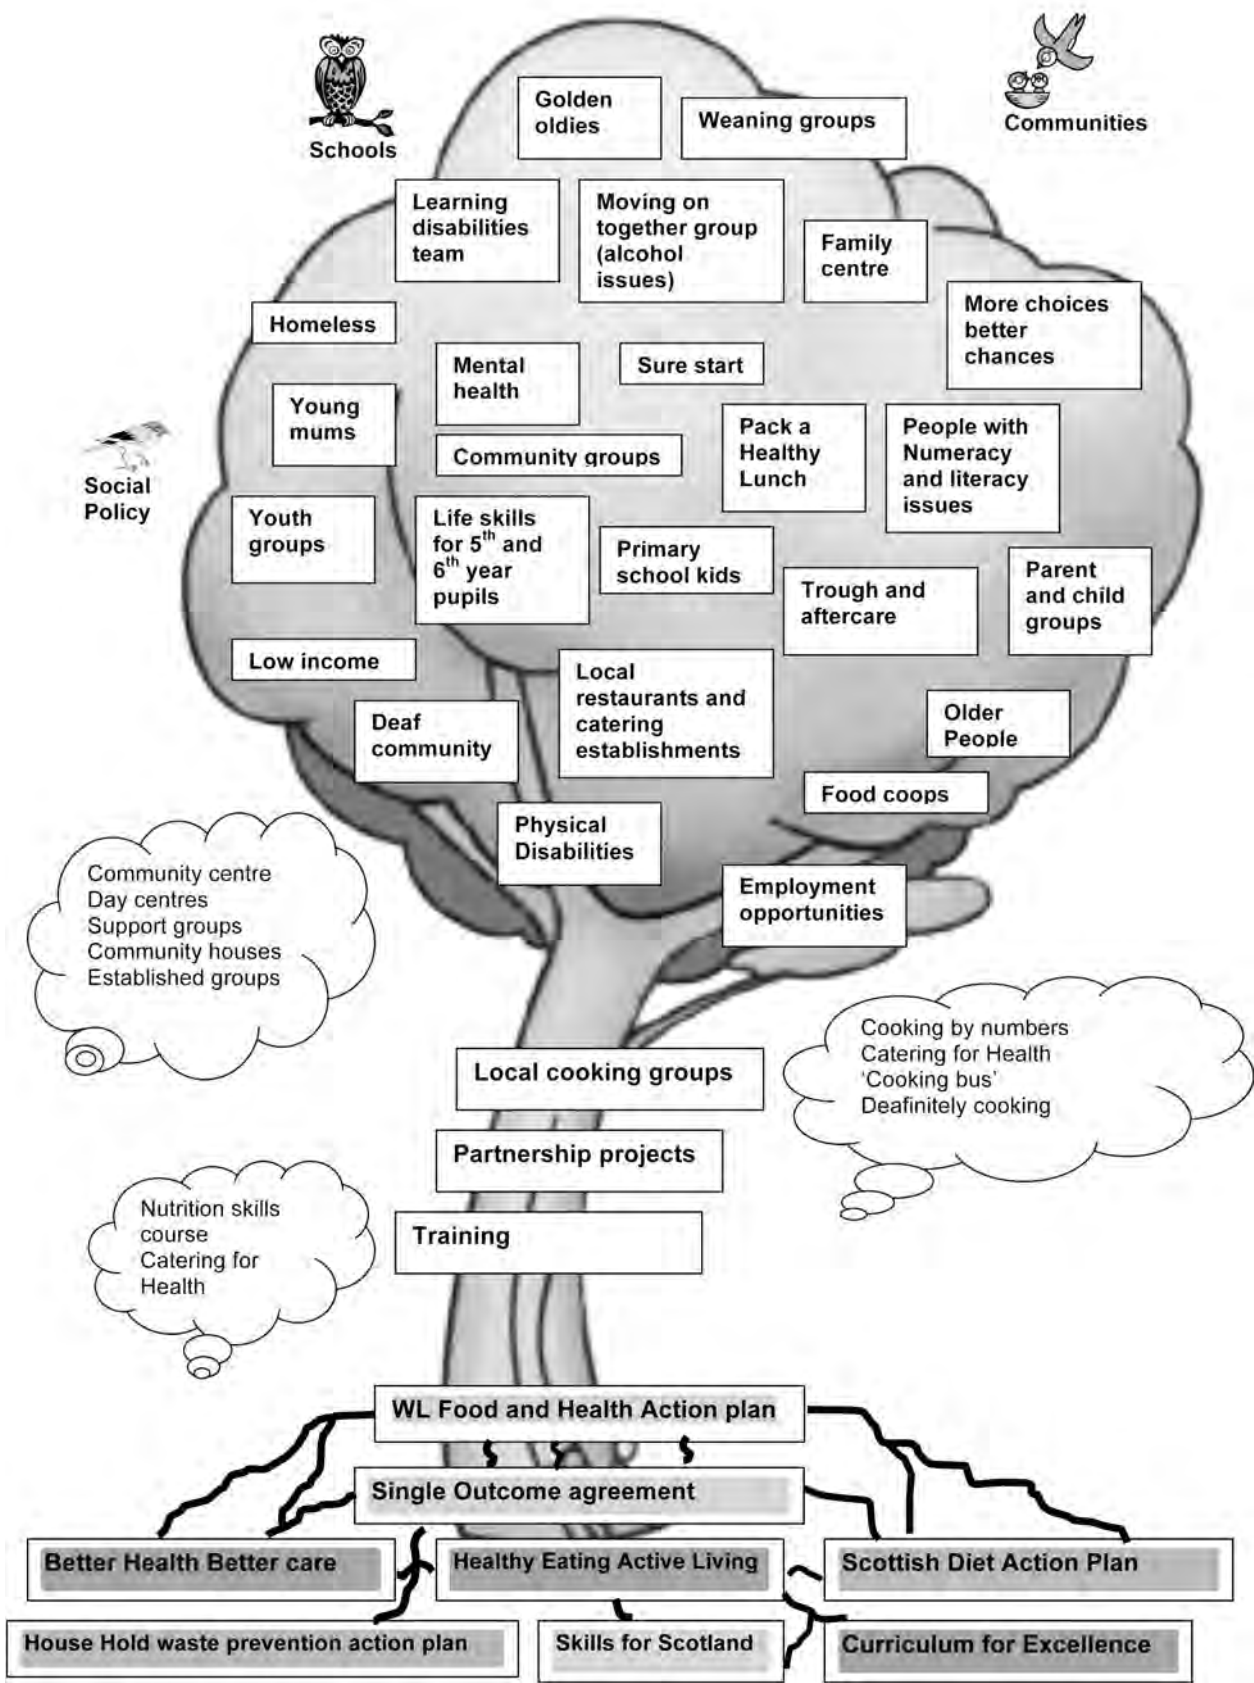 Schools
Communities
Golden
oldies
Weaning groups
Learning
disabilities
team
Moving on
together group
(alcohol
issues)
Family
centre
More choices
better
chances
Homeless
Mental
health
Sure start
Young
mums
Community groups
Pack a
Healthy
Lunch
People with
Numeracy
and literacy
issues
Social
Policy
Youth
groups
Life skills
for 5th and
6th year
pupils
Primary
school kids
Trough and
aftercare
Parent
and child
groups
Low income
Local
restaurants and
catering
establishments
Deaf
community
Older
People
Food coops
Physical
Disabilities
Employment
opportunities
Community centre
Day centres
Support groups
Community houses
Established groups
Cooking by numbers
Catering for Health
‘Cooking bus’
Deafinitely cooking
Local cooking groups
Partnership projects
Nutrition skills
course
Catering for
Health
Training
WL Food and Health Action plan
Single Outcome agreement
Better Health Better care
Healthy Eating Active Living
Scottish Diet Action Plan
House Hold waste prevention action plan
Skills for Scotland
Curriculum for Excellence